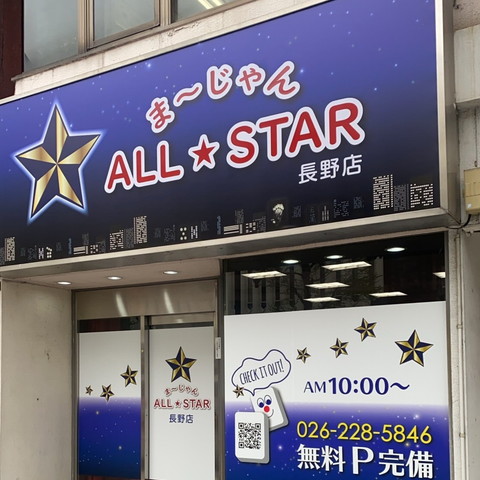 ま〜じゃん
ALL★STAR
長野店
ま〜じゃん
ALL★STAR
長野店
CHECK IT OUT!
AM10:00〜
026-228-5846
無料P完備